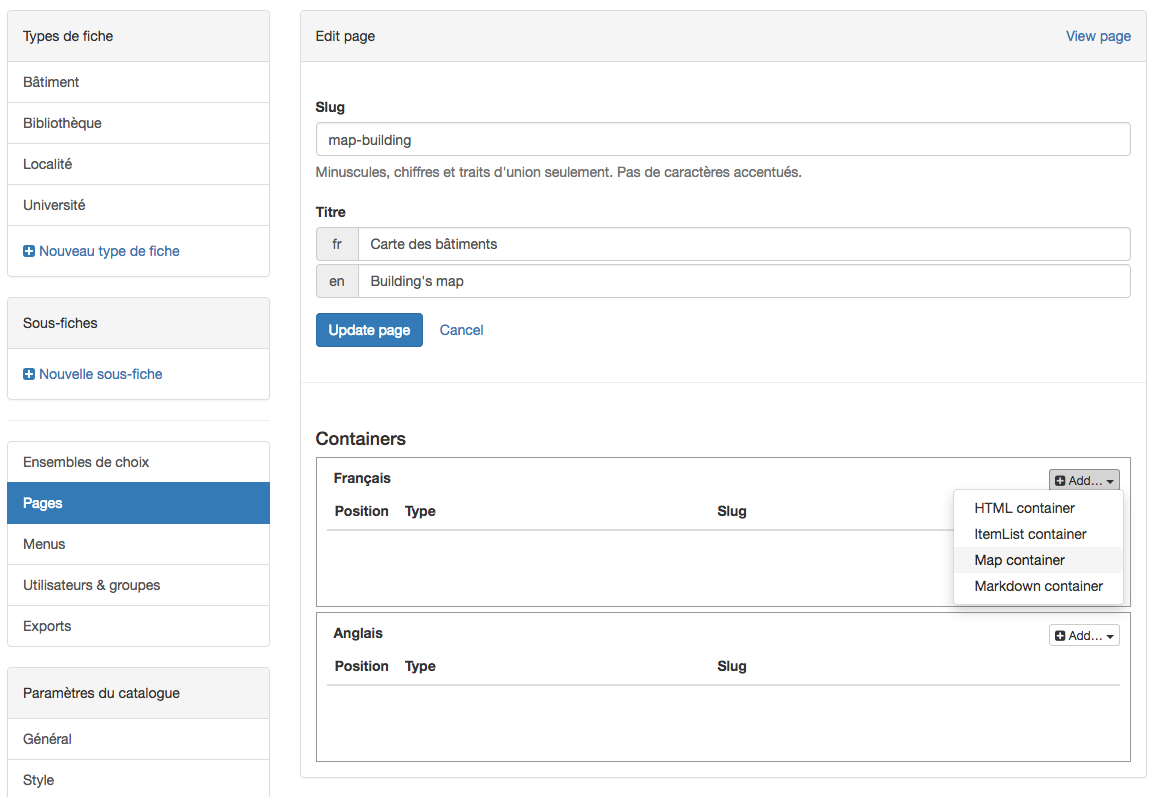 Types de fiche
Bâtiment
Bibliothèque
Localité
Université
Nouveau type de fiche
Sous-fiches
Nouvelle sous-fiche
Ensembles de choix
Pages
Menus
Utilisateurs & groupes
Exports
Paramètres du catalogue
Général
Style
Edit page View page
Slug
map-building
Minuscules, chiffres et traits d'union seulement. Pas de caractères accentués.
Titre
fr Carte des bâtiments
en Building's map
Update page Cancel
Containers
Français Add...
Position Type Slug
HTML container
ItemList container
Map container
Markdown container
Anglais Add...
Position Type Slug